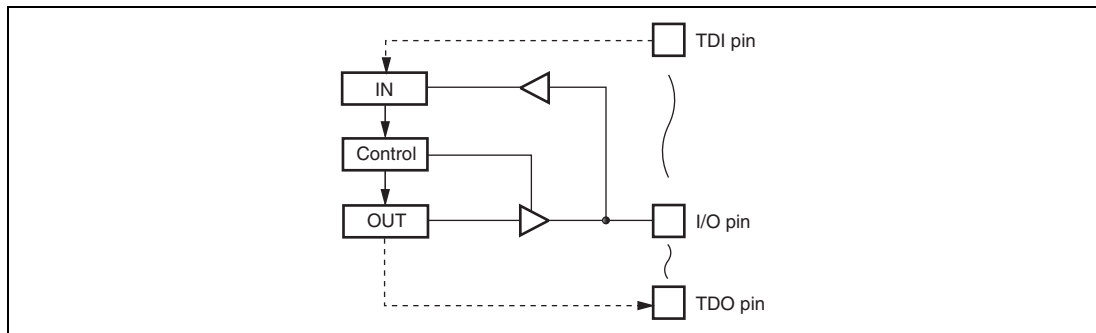 TDI pin
IN
Control
OUT
I/O pin
TDO pin